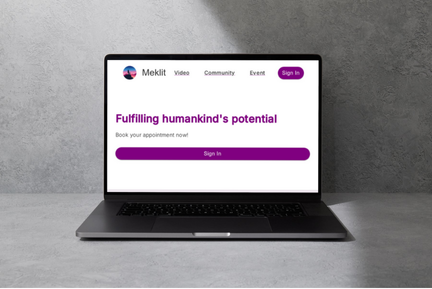 Meklit Video Community Event Sign In
Fulfilling humankind's potential
Book your appointment now!
Sign In